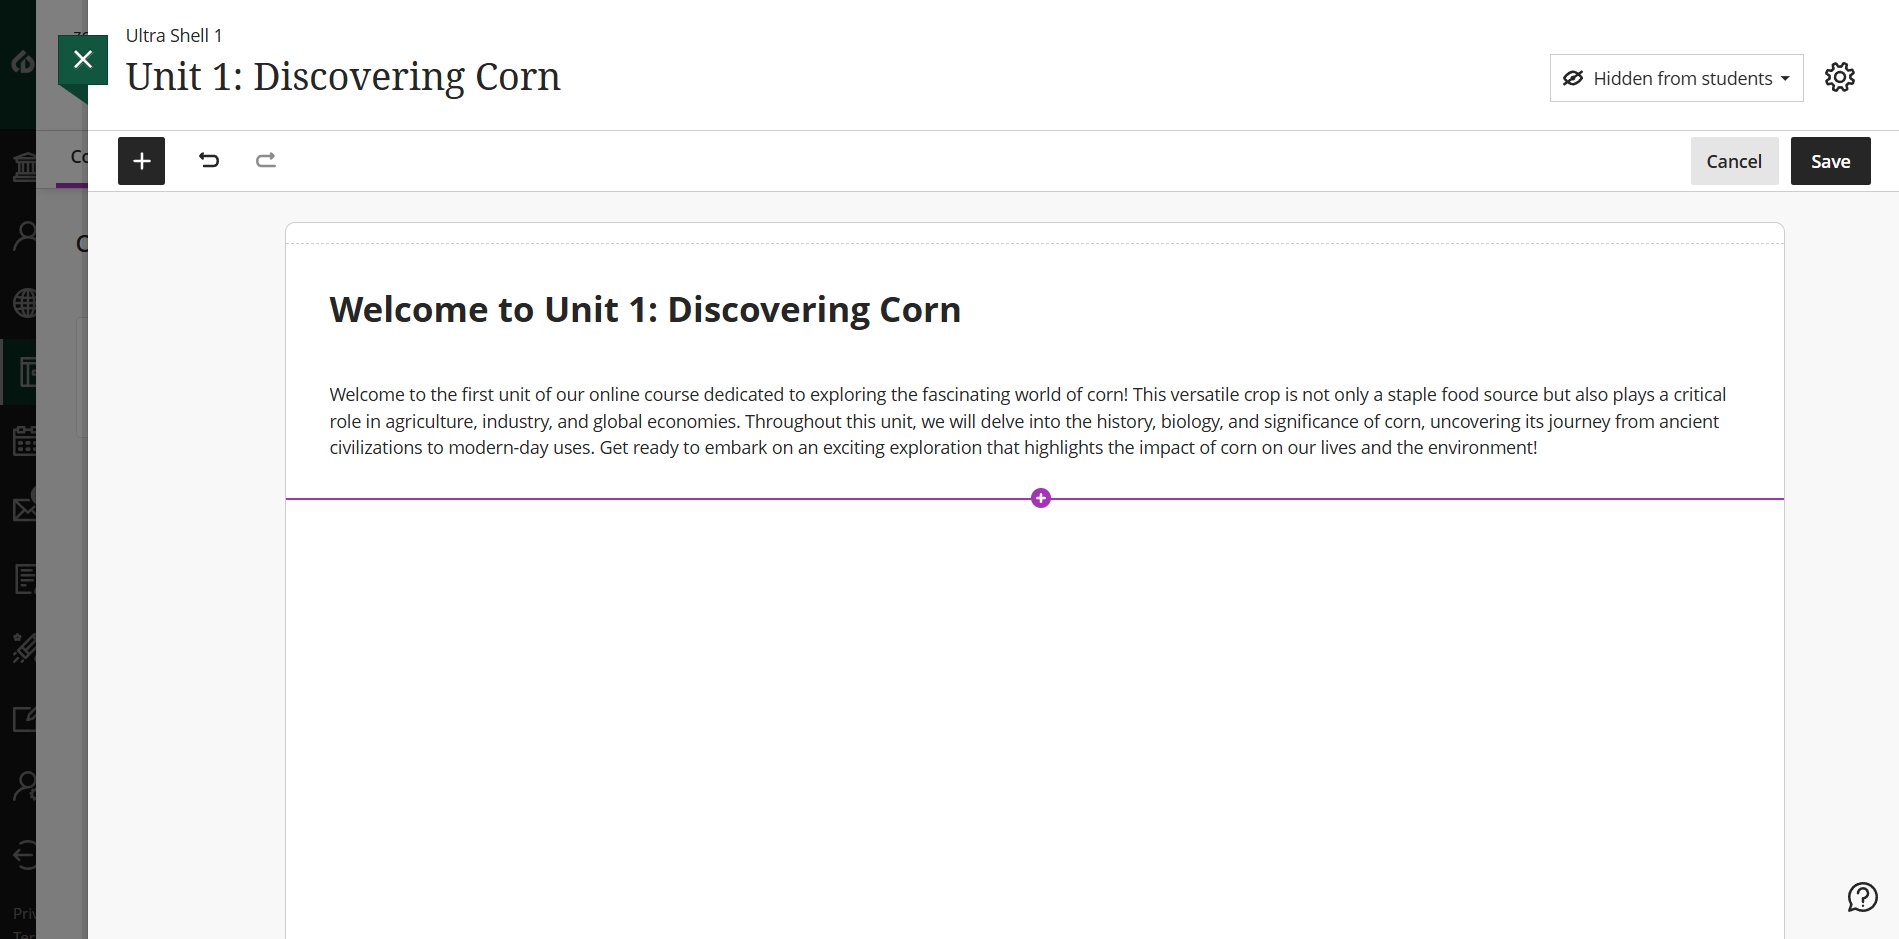 Ultra Shell 1
Unit 1: Discovering Corn
Hidden from students
Cancel
Save
Welcome to Unit 1: Discovering Corn
Welcome to the first unit of our online course dedicated to exploring the fascinating world of corn! This versatile crop is not only a staple food source but also plays a critical
role in agriculture, industry, and global economies. Throughout this unit, we will delve into the history, biology, and significance of corn, uncovering its journey from ancient
civilizations to modern-day uses. Get ready to embark on an exciting exploration that highlights the impact of corn on our lives and the environment!